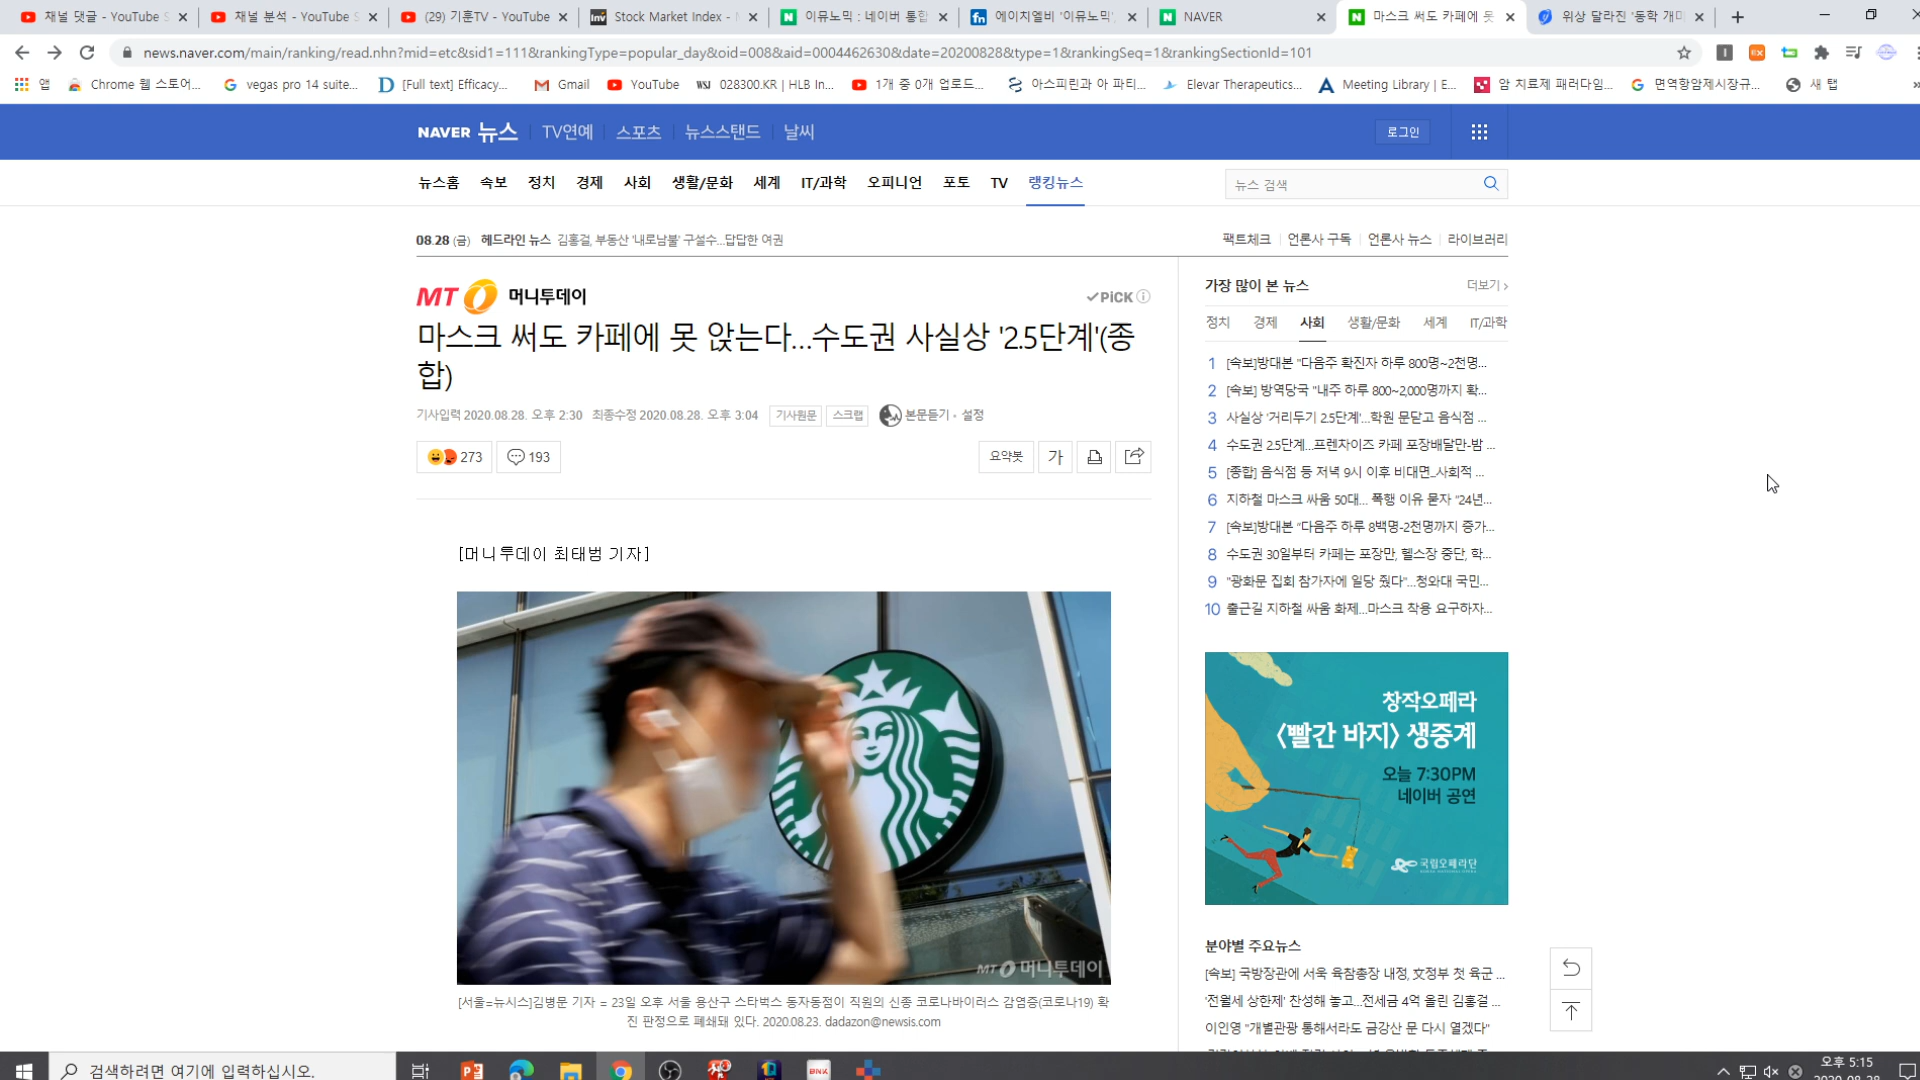 채널 댓글 - YouTube S
채널 분석 - YouTube S
(29) 기훈TV - YouTube
Stock Market Index -
이뮤노믹 : 네이버 통합
에이치엘비 '이뮤노믹',
NAVER
마스크 써도 카페에 못
위상 달라진 '동학 개미
news.naver.com/main/ranking/read.nhn?mid=etc&sid1=111&rankingType=popular_day&oid=008&aid=0004462630&date=20200828&type=1&rankingSeq=1&rankingSectionId=101
앱
Chrome 웹 스토어...
vegas pro 14 suite...
[Full text] Efficacy...
Gmail
YouTube
028300.KR | HLB In...
1개 중 0개 업로드...
아스피린과 아 파티...
Elevar Therapeutics...
Meeting Library | E...
암 치료제 패러다임...
면역항암제시장규...
새 탭
NAVER 뉴스 TV연예 스포츠 뉴스스탠드 날씨
로그인
뉴스홈 속보 정치 경제 사회 생활/문화 세계 IT/과학 오피니언 포토 TV 랭킹뉴스
뉴스 검색
08.28 (금) 헤드라인 뉴스 김홍걸, 부동산 '내로남불' 구설수...답답한 여권
팩트체크 언론사 구독 언론사 뉴스 라이브러리
MT 머니투데이
PiCK
마스크 써도 카페에 못 앉는다...수도권 사실상 '2.5단계'(종
합)
기사입력 2020.08.28. 오후 2:30 최종수정 2020.08.28. 오후 3:04 기사원문 스크랩 본문듣기 · 설정
273 193
요약봇 가
[머니투데이 최태범 기자]
MT 머니투데이
[서울=뉴시스]김병문 기자 = 23일 오후 서울 용산구 스타벅스 동자동점이 직원의 신종 코로나바이러스 감염증(코로나19) 확
진 판정으로 폐쇄돼 있다. 2020.08.23. dadazon@newsis.com
가장 많이 본 뉴스 더보기
정치 경제 사회 생활/문화 세계 IT/과학
1 [속보]방대본 "다음주 확진자 하루 800명~2천명...
2 [속보] 방역당국 "내주 하루 800~2,000명까지 확...
3 사실상 '거리두기 2.5단계'...학원 문닫고 음식점 ...
4 수도권 2.5단계...프렌차이즈 카페 포장배달만-밤 ...
5 [종합] 음식점 등 저녁 9시 이후 비대면_사회적 ...
6 지하철 마스크 싸움 50대... 폭행 이유 묻자 "24년...
7 [속보]방대본 "다음주 하루 8백명-2천명까지 증가...
8 수도권 30일부터 카페는 포장만, 헬스장 중단, 학...
9 "광화문 집회 참가자에 일당 줬다"...청와대 국민...
10 출근길 지하철 싸움 화제...마스크 착용 요구하자...
창작오페라
〈빨간 바지〉 생중계
오늘 7:30PM
네이버 공연
국립오페라단
분야별 주요뉴스
[속보] 국방장관에 서욱 육참총장 내정, 文정부 첫 육군 ...
'전월세 상한제' 찬성해 놓고...전세금 4억 올린 김홍걸 ...
이인영 "개별관광 통해서라도 금강산 문 다시 열겠다"
검색하려면 여기에 입력하십시오.
오후 5:15